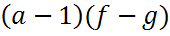 (a − 1)(f − g)